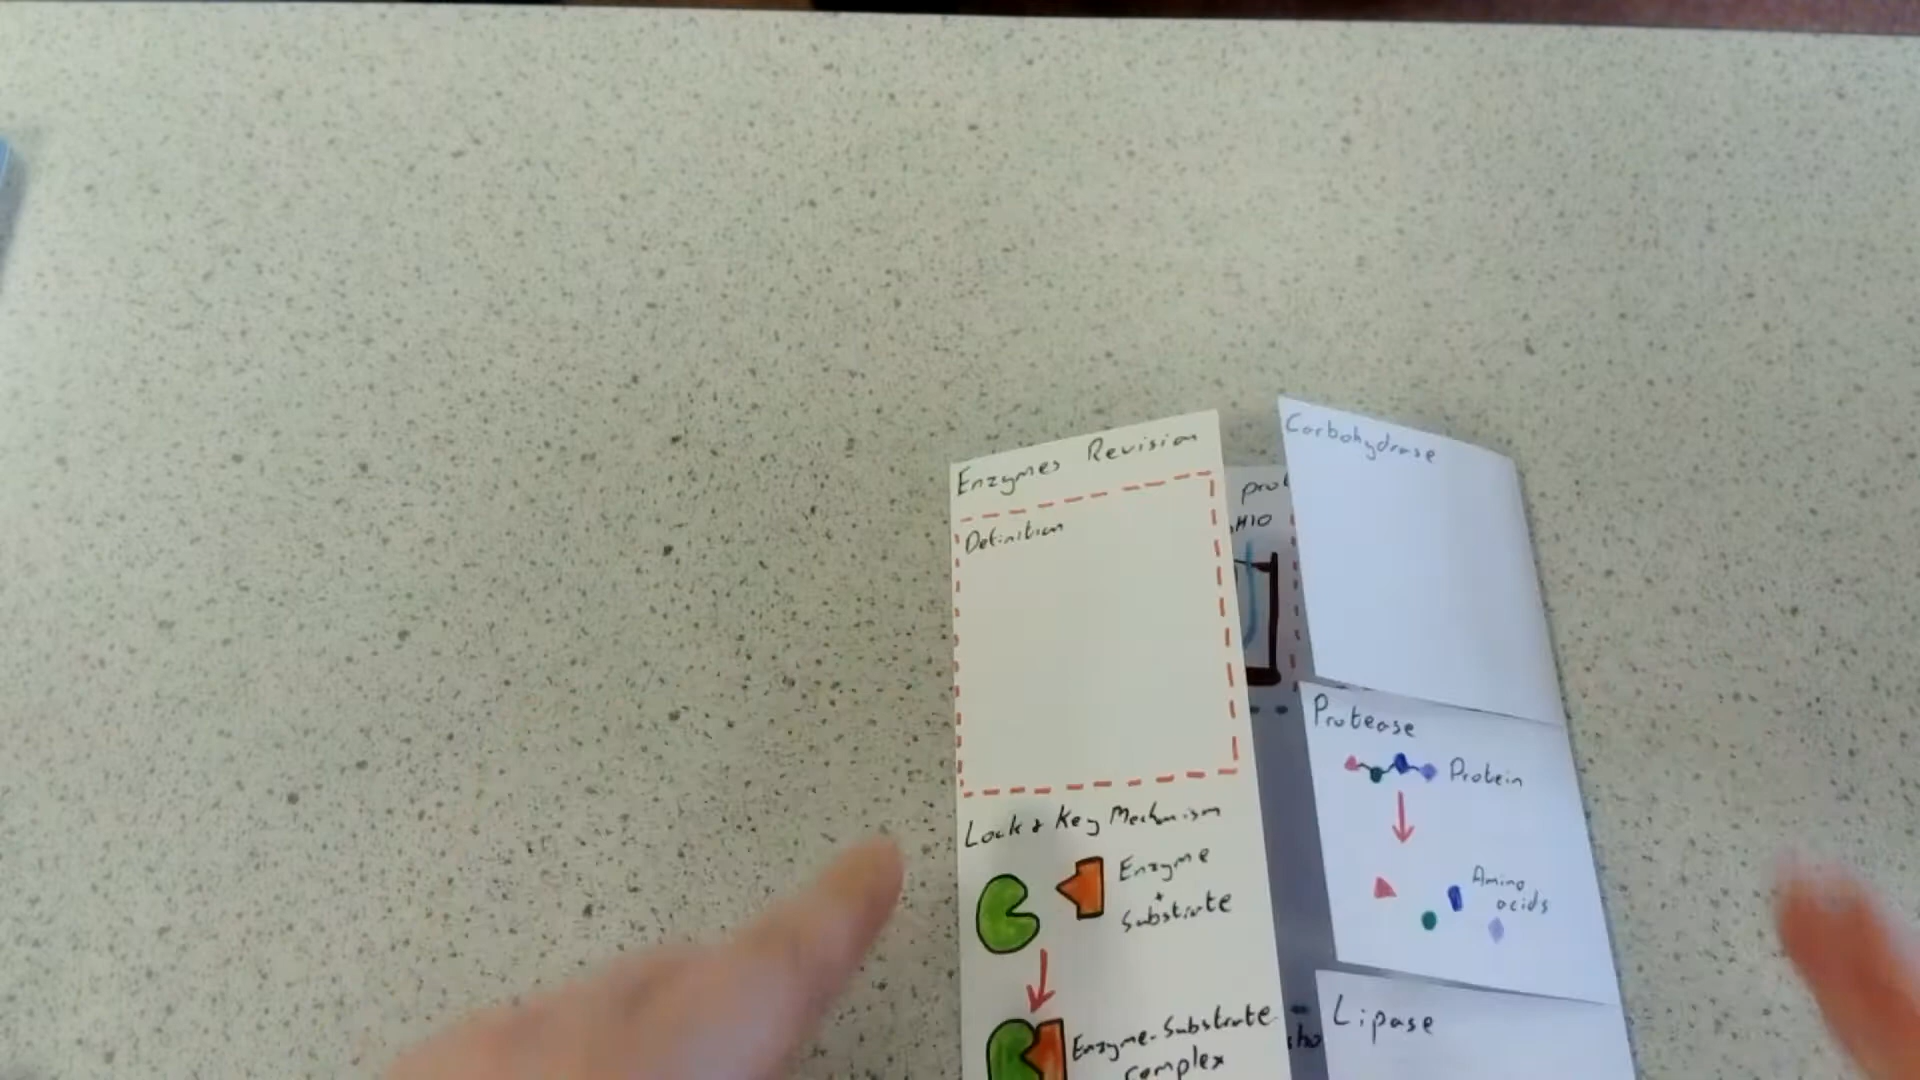 Enzymes Revision
Definition
Lock & Key Mechanism
Enzyme
+
Substrate
Enzyme-Substrate
Complex
Carbohydrase
Protease
Protein
Amino
acids
Lipase